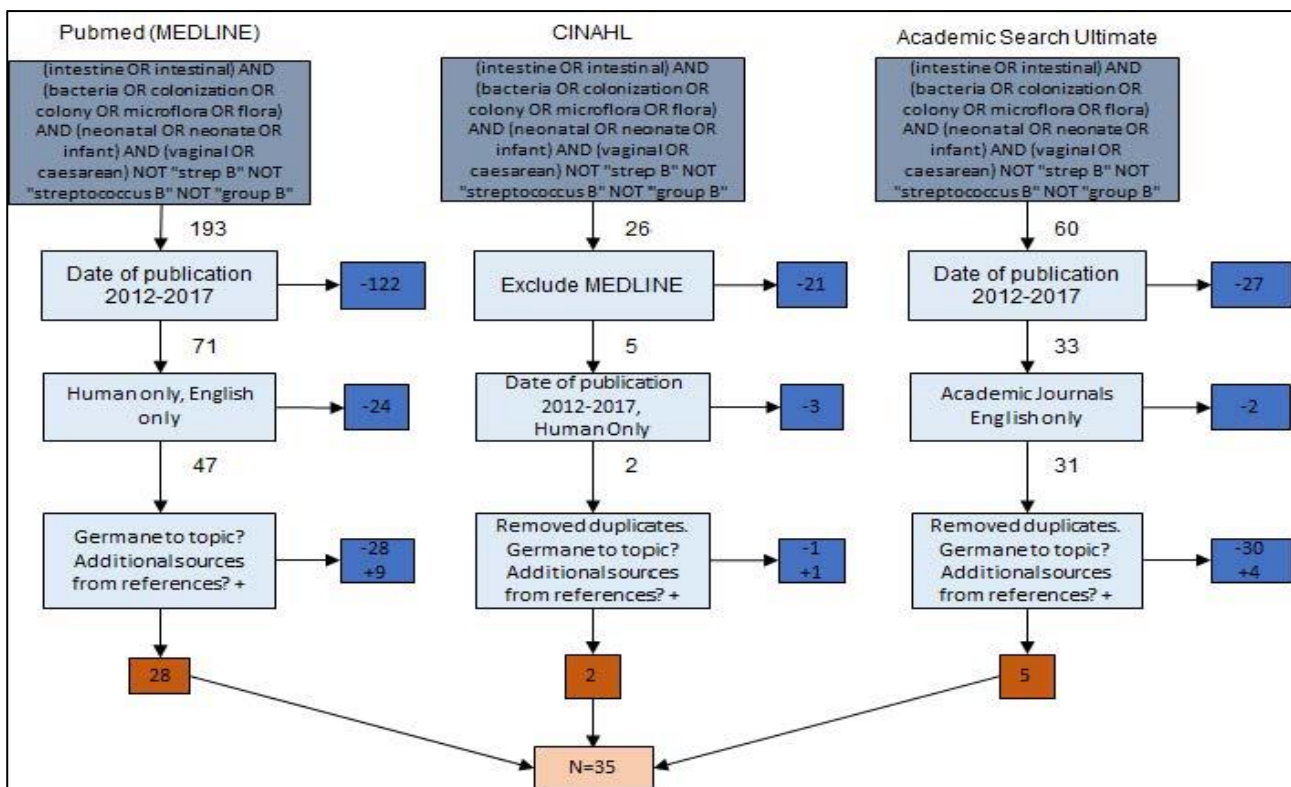 Pubmed (MEDLINE)
(intestine OR intestinal) AND
(bacteria OR colonization OR
colony OR microflora OR flora)
AND (neonatal OR neonate OR
infant) AND (vaginal OR
caesarean) NOT "strep B" NOT
"streptococcus B" NOT "group B"
193
Date of publication
2012-2017
-122
71
Human only, English
only
-24
47
Germane to topic?
Additional sources
from references? +
-28
+9
28
CINAHL
(intestine OR intestinal) AND
(bacteria OR colonization OR
colony OR microflora OR flora)
AND (neonatal OR neonate OR
infant) AND (vaginal OR
caesarean) NOT "strep B" NOT
"streptococcus B" NOT "group B"
26
Exclude MEDLINE
-21
5
Date of publication
2012-2017,
Human Only
-3
2
Removed duplicates.
Germane to topic?
Additional sources
from references? +
-1
+1
2
Academic Search Ultimate
(intestine OR intestinal) AND
(bacteria OR colonization OR
colony OR microflora OR flora)
AND (neonatal OR neonate OR
infant) AND (vaginal OR
caesarean) NOT "strep B" NOT
"streptococcus B" NOT "group B"
60
Date of publication
2012-2017
-27
33
Academic Journals
English only
-2
31
Removed duplicates.
Germane to topic?
Additional sources
from references? +
-30
+4
5
N=35